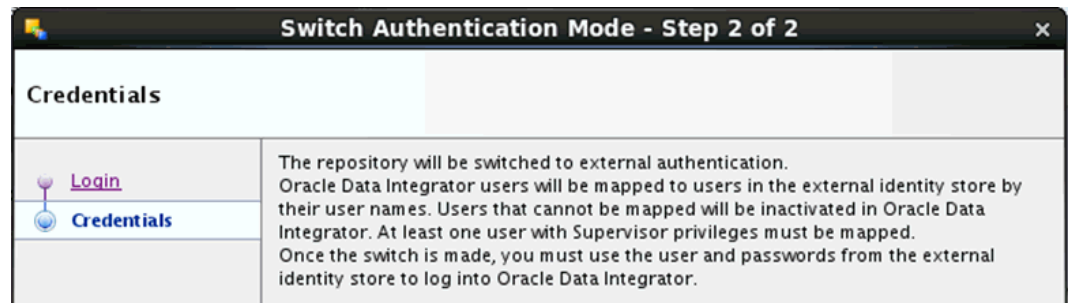 Switch Authentication Mode - Step 2 of 2
Credentials
Login
Credentials
The repository will be switched to external authentication.
Oracle Data Integrator users will be mapped to users in the external identity store by
their user names. Users that cannot be mapped will be inactivated in Oracle Data
Integrator. At least one user with Supervisor privileges must be mapped.
Once the switch is made, you must use the user and passwords from the external
identity store to log into Oracle Data Integrator.